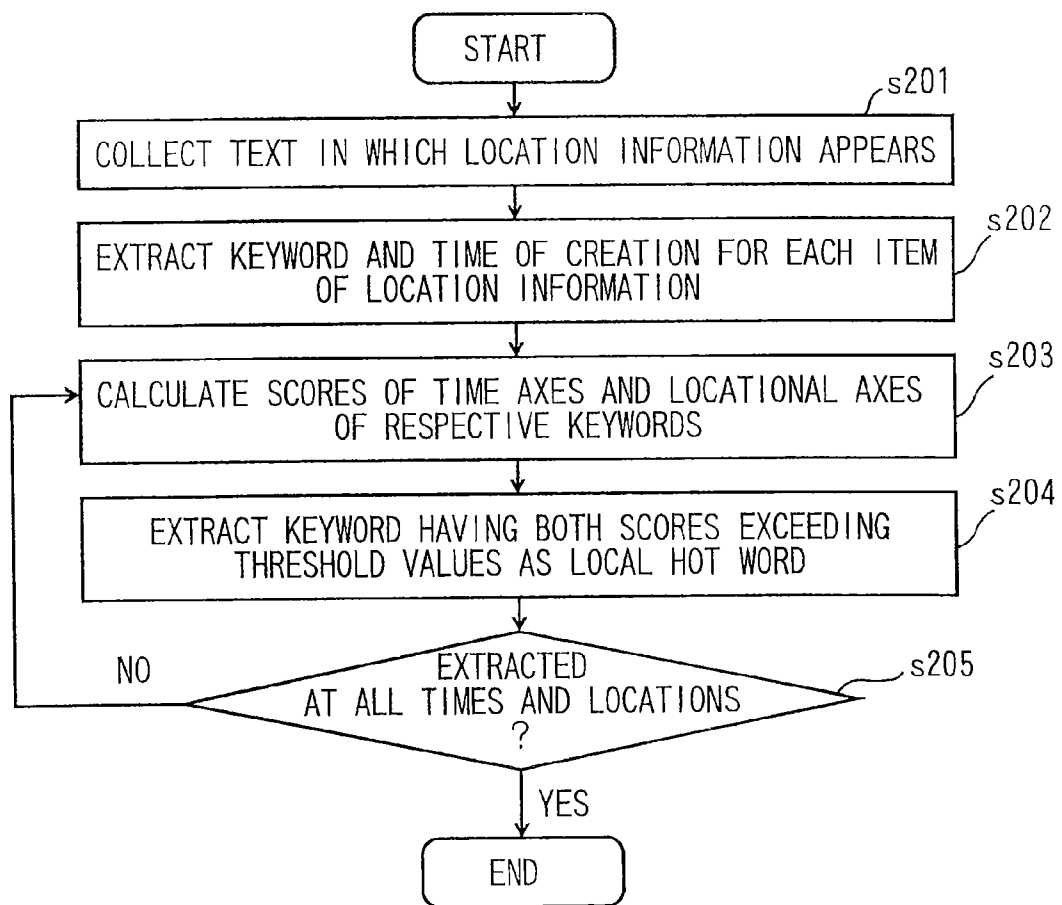 START
s201
COLLECT TEXT IN WHICH LOCATION INFORMATION APPEARS
s202
EXTRACT KEYWORD AND TIME OF CREATION FOR EACH ITEM
OF LOCATION INFORMATION
s203
CALCULATE SCORES OF TIME AXES AND LOCATIONAL AXES
OF RESPECTIVE KEYWORDS
s204
EXTRACT KEYWORD HAVING BOTH SCORES EXCEEDING
THRESHOLD VALUES AS LOCAL HOT WORD
NO
EXTRACTED
s205
AT ALL TIMES AND LOCATIONS
?
YES
END